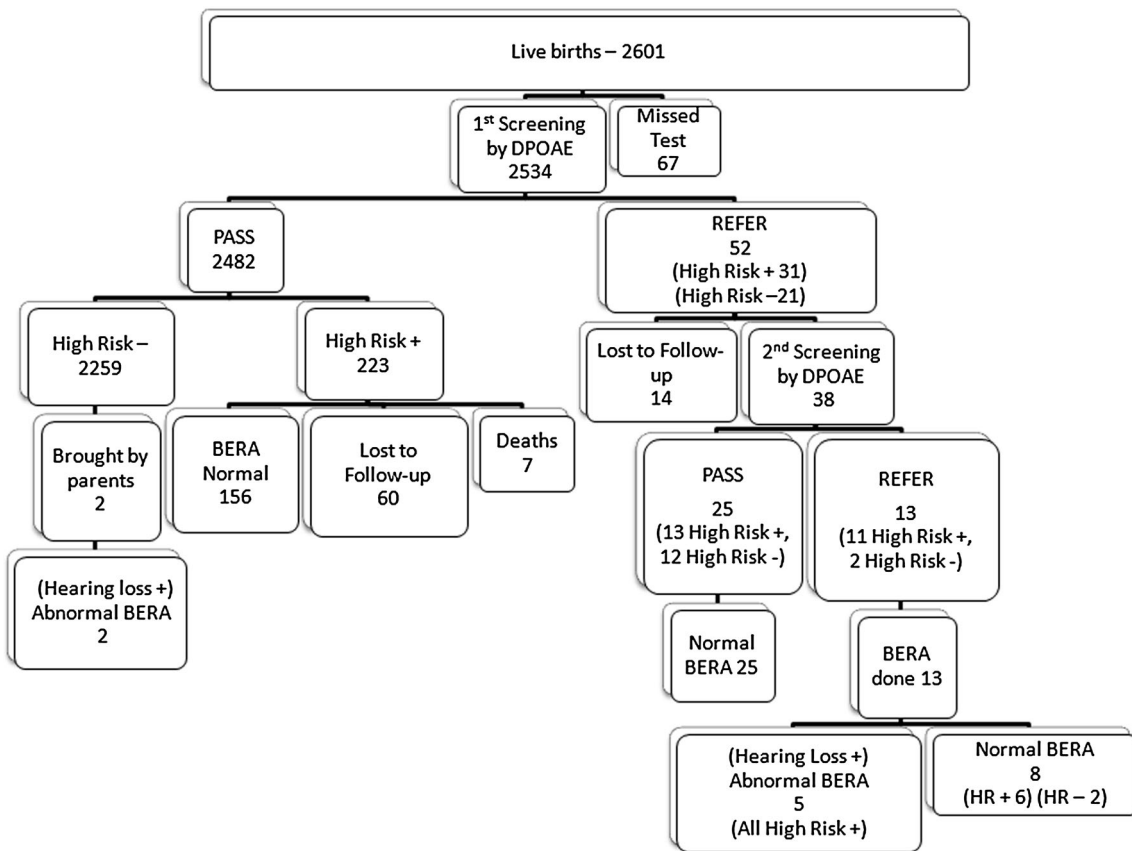 Live births – 2601
1st Screening
by DPOAE
2534
Missed
Test
67
PASS
2482
REFER
52
(High Risk + 31)
(High Risk –21)
High Risk –
2259
High Risk +
223
Lost to Follow-
up
14
2nd Screening
by DPOAE
38
Brought by
parents
2
BERA
Normal
156
Lost to
Follow-up
60
Deaths
7
PASS
25
(13 High Risk +,
12 High Risk -)
REFER
13
(11 High Risk +,
2 High Risk -)
(Hearing loss +)
Abnormal BERA
2
Normal
BERA 25
BERA
done 13
(Hearing Loss +)
Abnormal BERA
5
(All High Risk +)
Normal BERA
8
(HR + 6) (HR – 2)